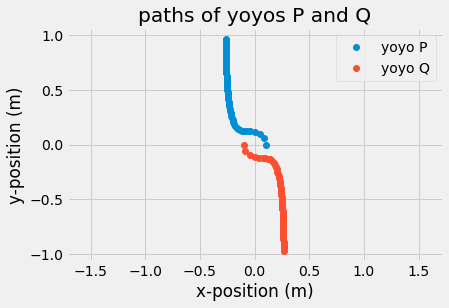 paths of yoyos P and Q
yoyo P
yoyo Q
y-position (m)
1.0
0.5
0.0
−0.5
−1.0
−1.5 −1.0 −0.5 0.0 0.5 1.0 1.5
x-position (m)